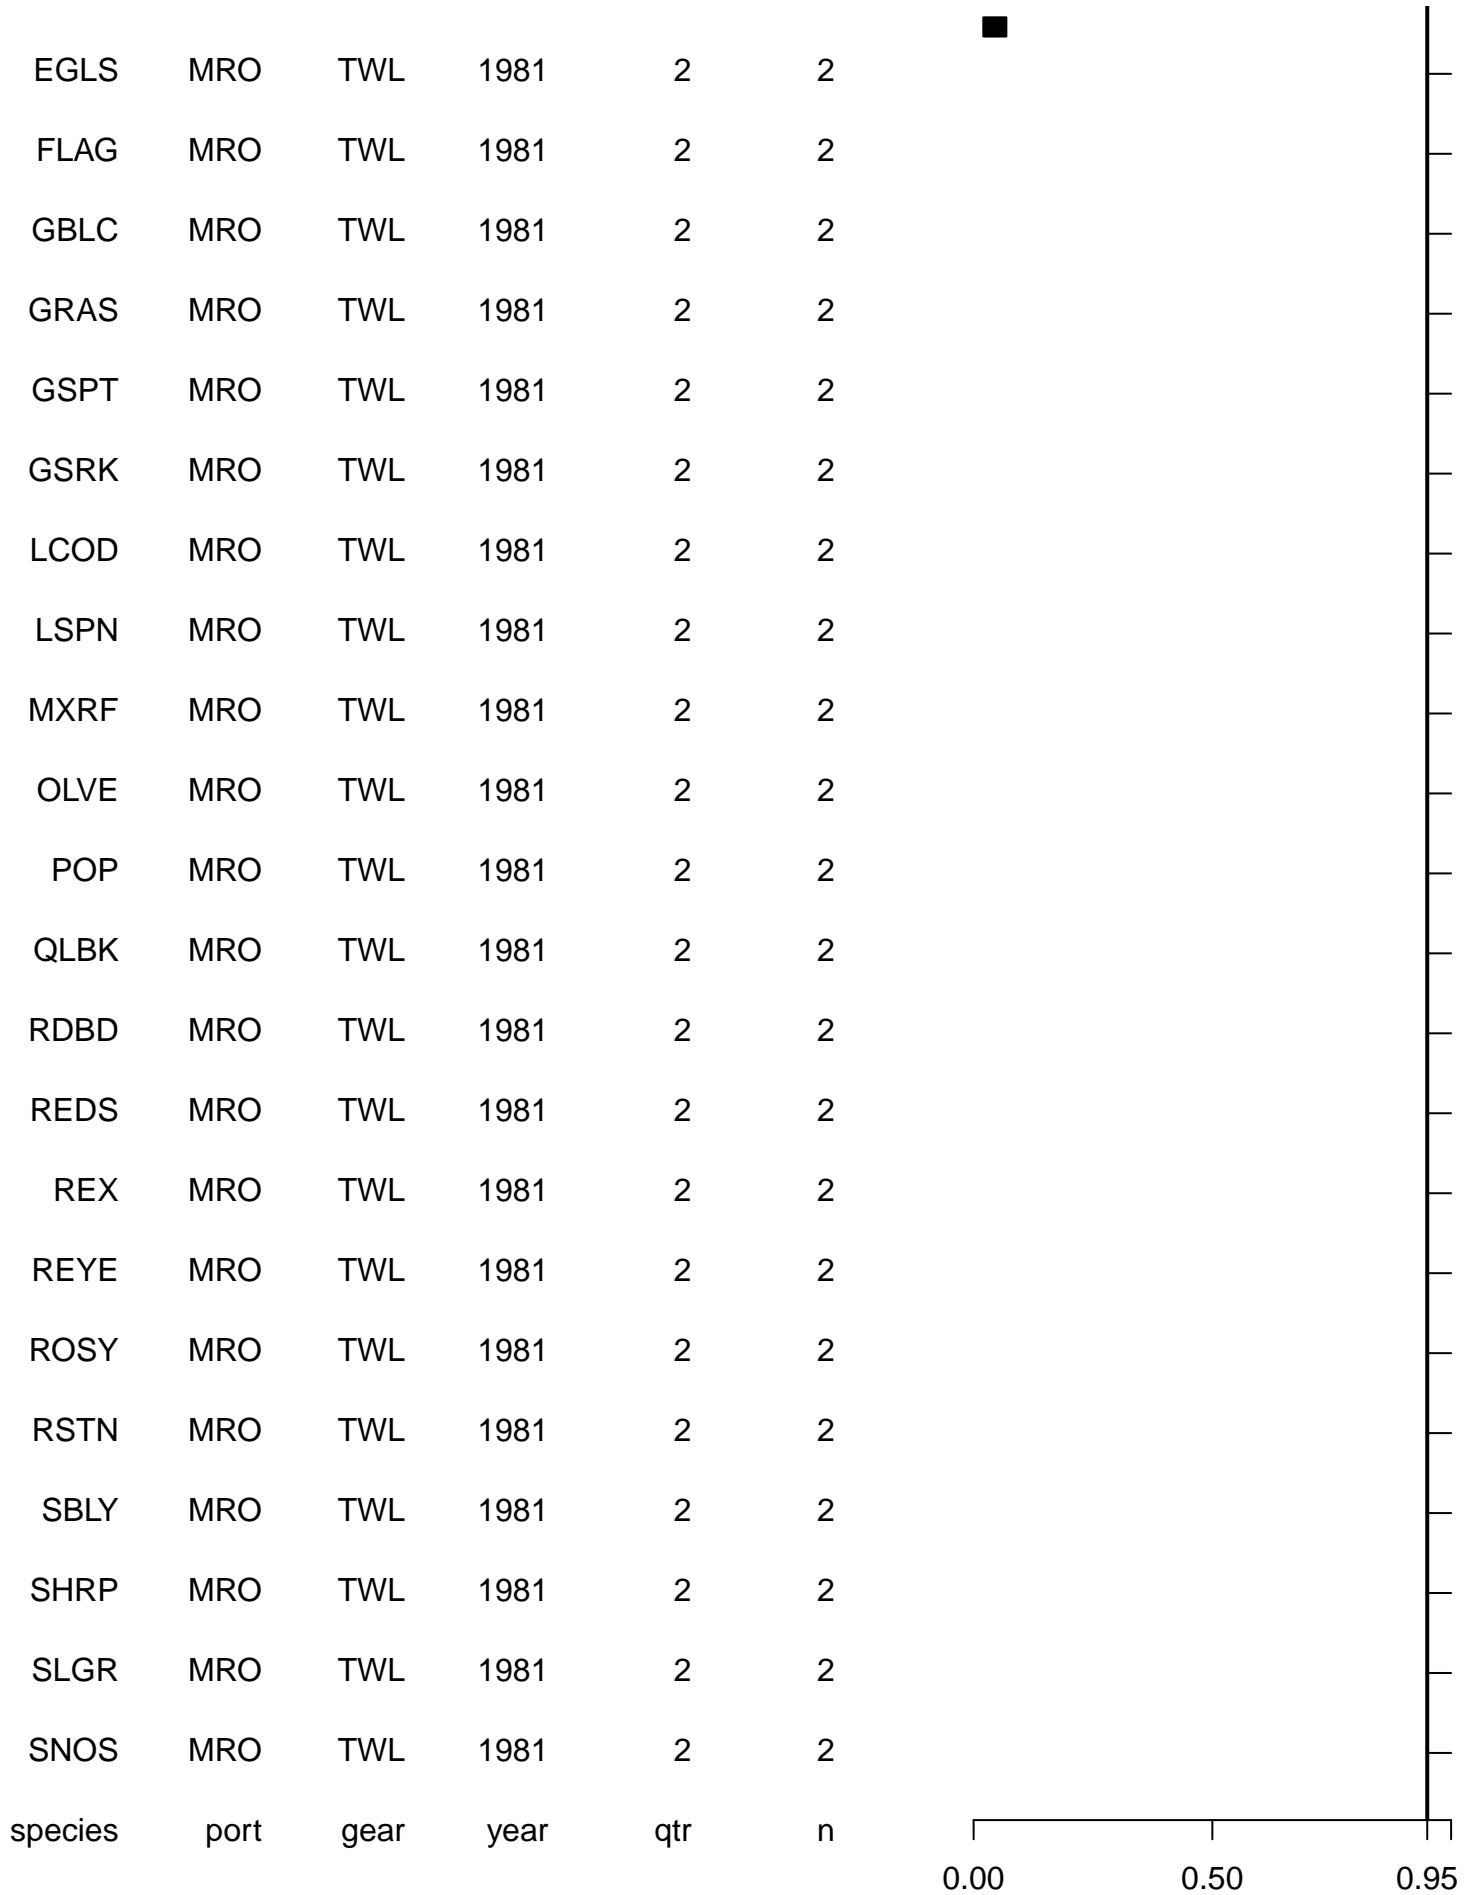 EGLS MRO TWL 1981 2 2
FLAG MRO TWL 1981 2 2
GBLC MRO TWL 1981 2 2
GRAS MRO TWL 1981 2 2
GSPT MRO TWL 1981 2 2
GSRK MRO TWL 1981 2 2
LCOD MRO TWL 1981 2 2
LSPN MRO TWL 1981 2 2
MXRF MRO TWL 1981 2 2
OLVE MRO TWL 1981 2 2
POP MRO TWL 1981 2 2
QLBK MRO TWL 1981 2 2
RDBD MRO TWL 1981 2 2
REDS MRO TWL 1981 2 2
REX MRO TWL 1981 2 2
REYE MRO TWL 1981 2 2
ROSY MRO TWL 1981 2 2
RSTN MRO TWL 1981 2 2
SBLY MRO TWL 1981 2 2
SHRP MRO TWL 1981 2 2
SLGR MRO TWL 1981 2 2
SNOS MRO TWL 1981 2 2
species port gear year qtr n
0.00 0.50 0.95